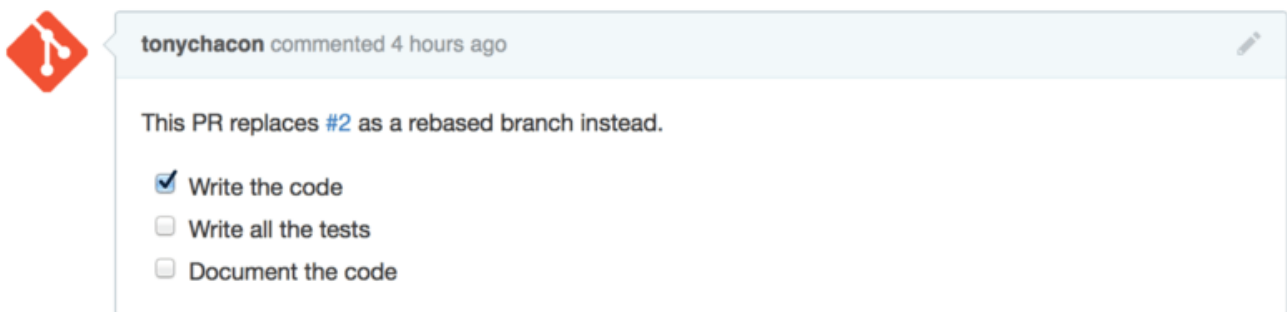 tonychacon commented 4 hours ago
This PR replaces #2 as a rebased branch instead.
Write the code
Write all the tests
Document the code